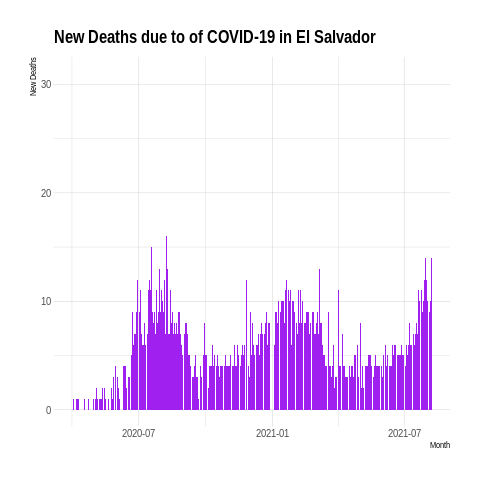 New Deaths due to of COVID-19 in El Salvador
New Deaths
30
20
10
0
2020-07
2021-01
2021-07
Month